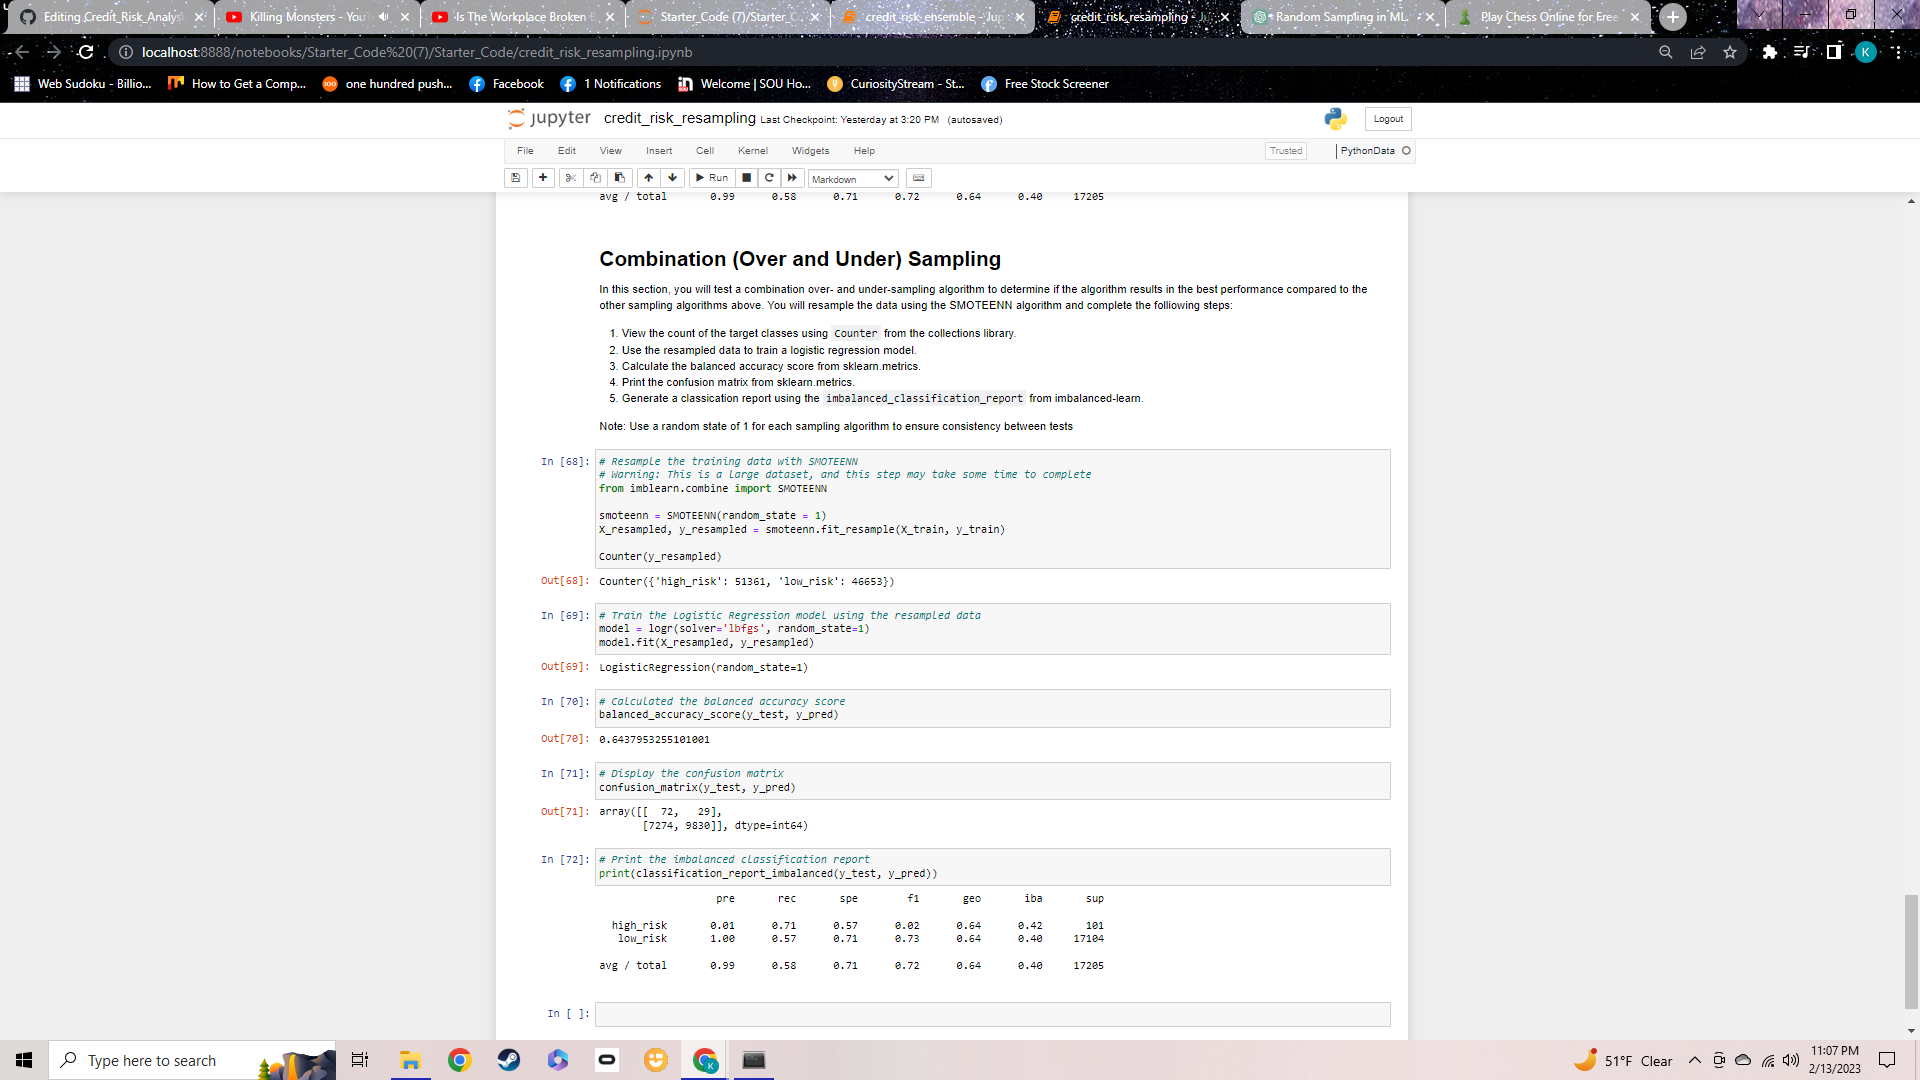 Editing Credit_Risk_Analys
Killing Monsters - You
Is The Workplace Broken B
Starter_Code (7)/Starter_C
credit_risk_ensemble - Jup
credit_risk_resampling - Ju
Random Sampling in ML.
Play Chess Online for Free
localhost:8888/notebooks/Starter_Code%20(7)/Starter_Code/credit_risk_resampling.ipynb
K
Web Sudoku - Billio...
How to Get a Comp...
100 one hundred push...
Facebook
1 Notifications
Welcome | SOU Ho...
CuriosityStream - St...
Free Stock Screener
jupyter credit_risk_resampling Last Checkpoint: Yesterday at 3:20 PM (autosaved)
Logout
File Edit View Insert Cell Kernel Widgets Help
Trusted
PythonData
Run
Markdown
avg / total 0.99 0.58 0.71 0.72 0.64 0.40 17205
Combination (Over and Under) Sampling
In this section, you will test a combination over- and under-sampling algorithm to determine if the algorithm results in the best performance compared to the
other sampling algorithms above. You will resample the data using the SMOTEENN algorithm and complete the folliowing steps:
1. View the count of the target classes using Counter from the collections library.
2. Use the resampled data to train a logistic regression model.
3. Calculate the balanced accuracy score from sklearn.metrics.
4. Print the confusion matrix from sklearn.metrics.
5. Generate a classication report using the imbalanced_classification_report from imbalanced-learn.
Note: Use a random state of 1 for each sampling algorithm to ensure consistency between tests
In [68]: # Resample the training data with SMOTEENN
# Warning: This is a large dataset, and this step may take some time to complete
from imblearn.combine import SMOTEENN
smoteenn = SMOTEENN(random_state = 1)
X_resampled, y_resampled = smoteenn.fit_resample(X_train, y_train)
Counter(y_resampled)
Out[68]: Counter({'high_risk': 51361, 'low_risk': 46653})
In [69]: # Train the Logistic Regression model using the resampled data
model = logr(solver='lbfgs', random_state=1)
model.fit(X_resampled, y_resampled)
Out[69]: LogisticRegression(random_state=1)
In [70]: # Calculated the balanced accuracy score
balanced_accuracy_score(y_test, y_pred)
Out[70]: 0.6437953255101001
In [71]: # Display the confusion matrix
confusion_matrix(y_test, y_pred)
Out[71]: array([[ 72, 29],
[7274, 9830]], dtype=int64)
In [72]: # Print the imbalanced classification report
print(classification_report_imbalanced(y_test, y_pred))
pre rec spe f1 geo iba sup
high_risk 0.01 0.71 0.57 0.02 0.64 0.42 101
low_risk 1.00 0.57 0.71 0.73 0.64 0.40 17104
avg / total 0.99 0.58 0.71 0.72 0.64 0.40 17205
In [ ]:
Type here to search
K
51°F Clear
11:07 PM
2/13/2023